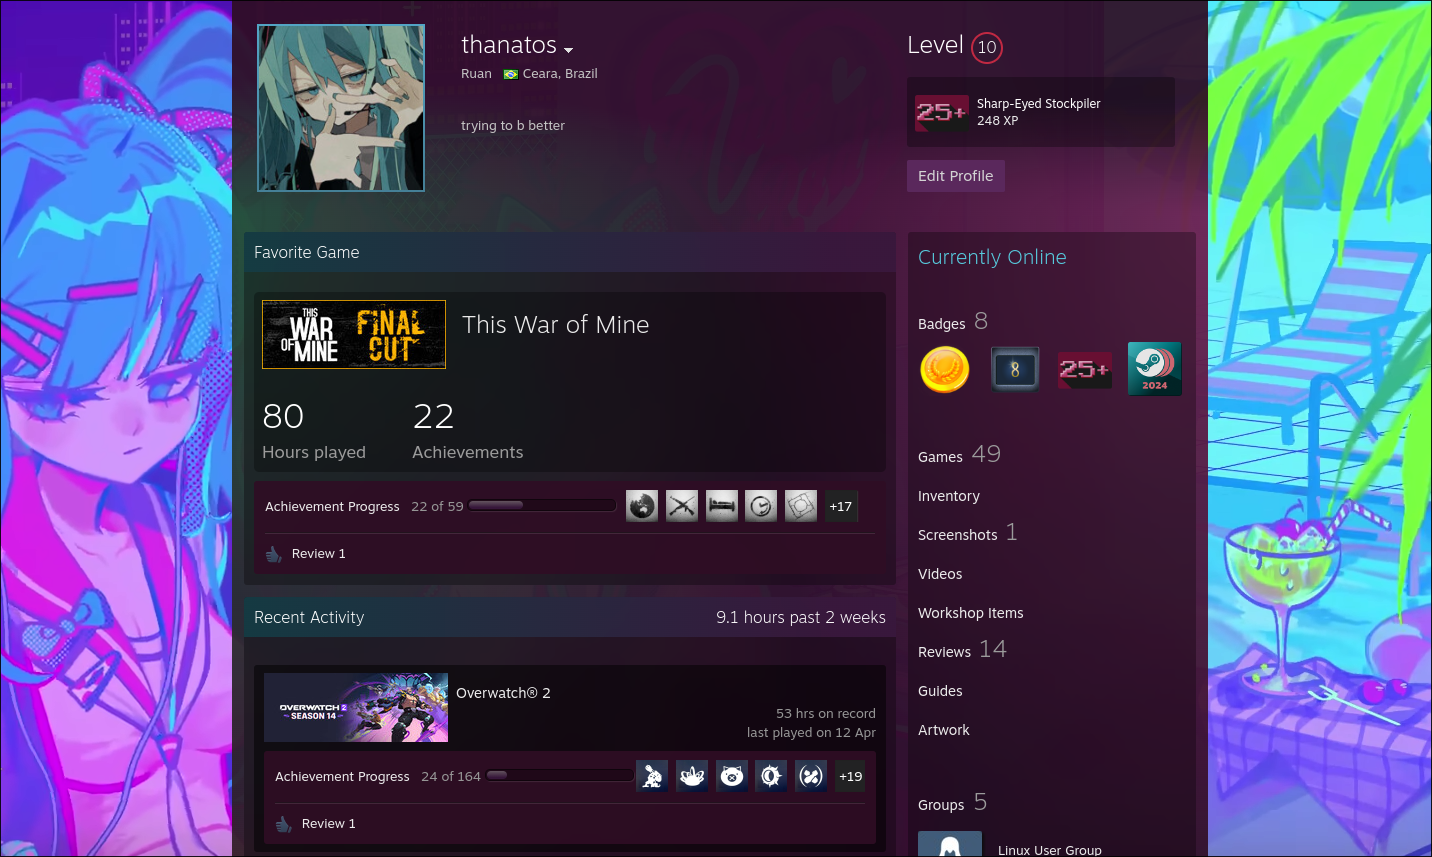 thanatos
Ruan Ceara, Brazil
trying to b better
Level 10
25+
Sharp-Eyed Stockpiler
248 XP
Edit Profile
Favorite Game
THIS WAR OF MINE FINAL CUT
This War of Mine
80 22
Hours played Achievements
Achievement Progress 22 of 59 +17
Review 1
Recent Activity 9.1 hours past 2 weeks
OVERWATCH 2
SEASON 14
Overwatch® 2
53 hrs on record
last played on 12 Apr
Achievement Progress 24 of 164 +19
Review 1
Currently Online
Badges 8
8 25+ 2024
Games 49
Inventory
Screenshots 1
Videos
Workshop Items
Reviews 14
Guides
Artwork
Groups 5
Linux User Group